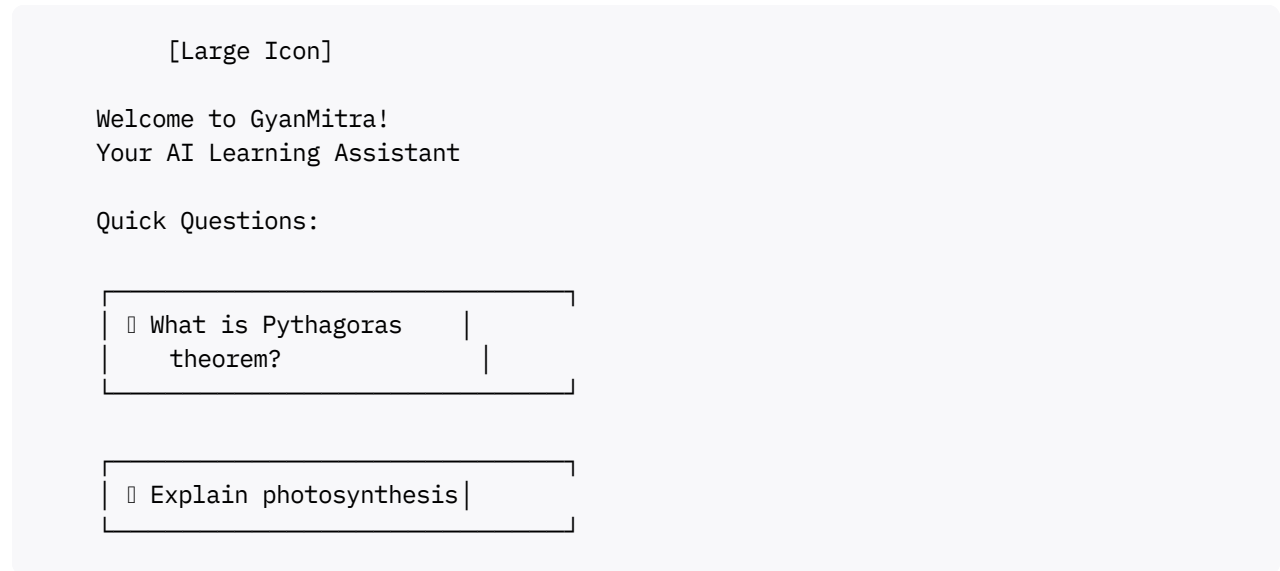 [Large Icon]
Welcome to GyanMitra!
Your AI Learning Assistant
Quick Questions:
What is Pythagoras
theorem?
Explain photosynthesis